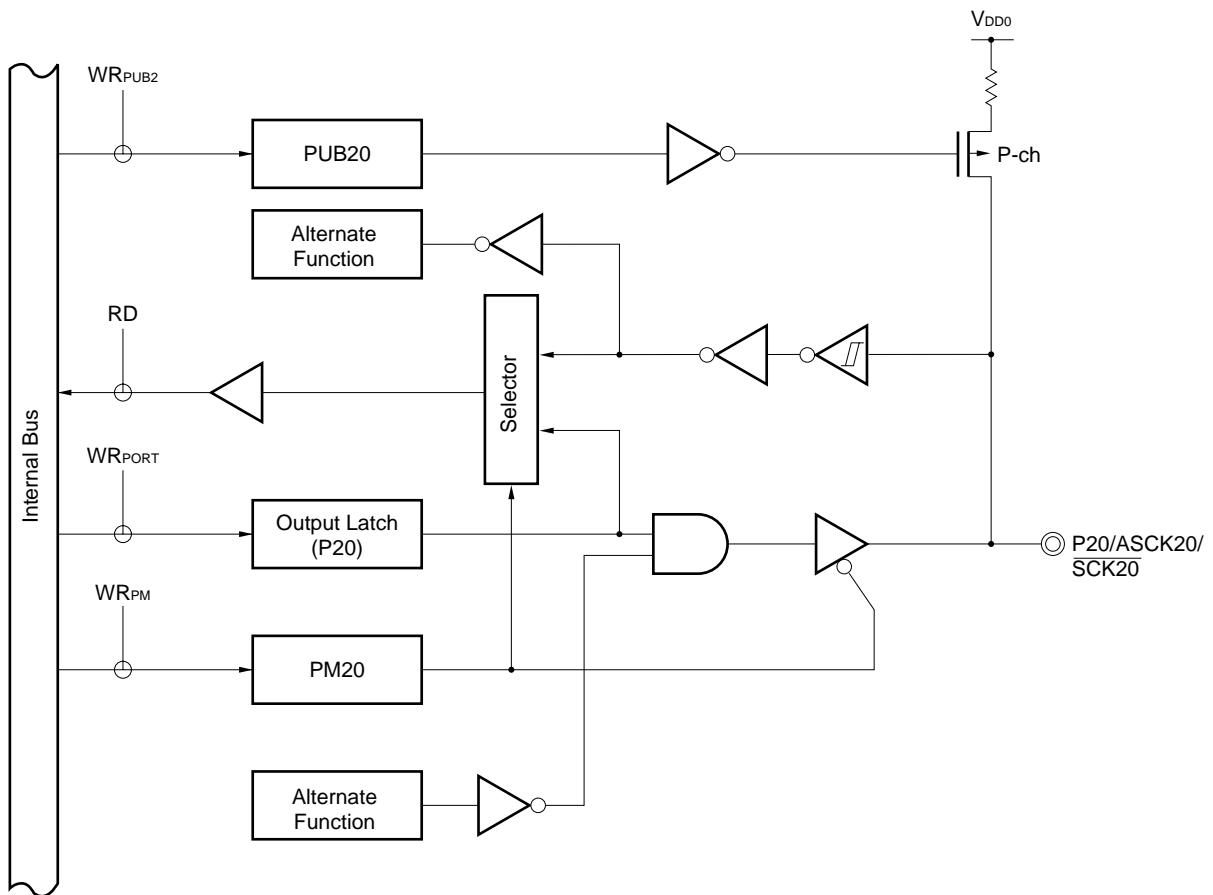 VDD0
WRPUB2
PUB20
P-ch
Alternate
Function
RD
Selector
Internal Bus
WRPORT
Output Latch
(P20)
P20/ASCK20/
SCK20
WRPM
PM20
Alternate
Function